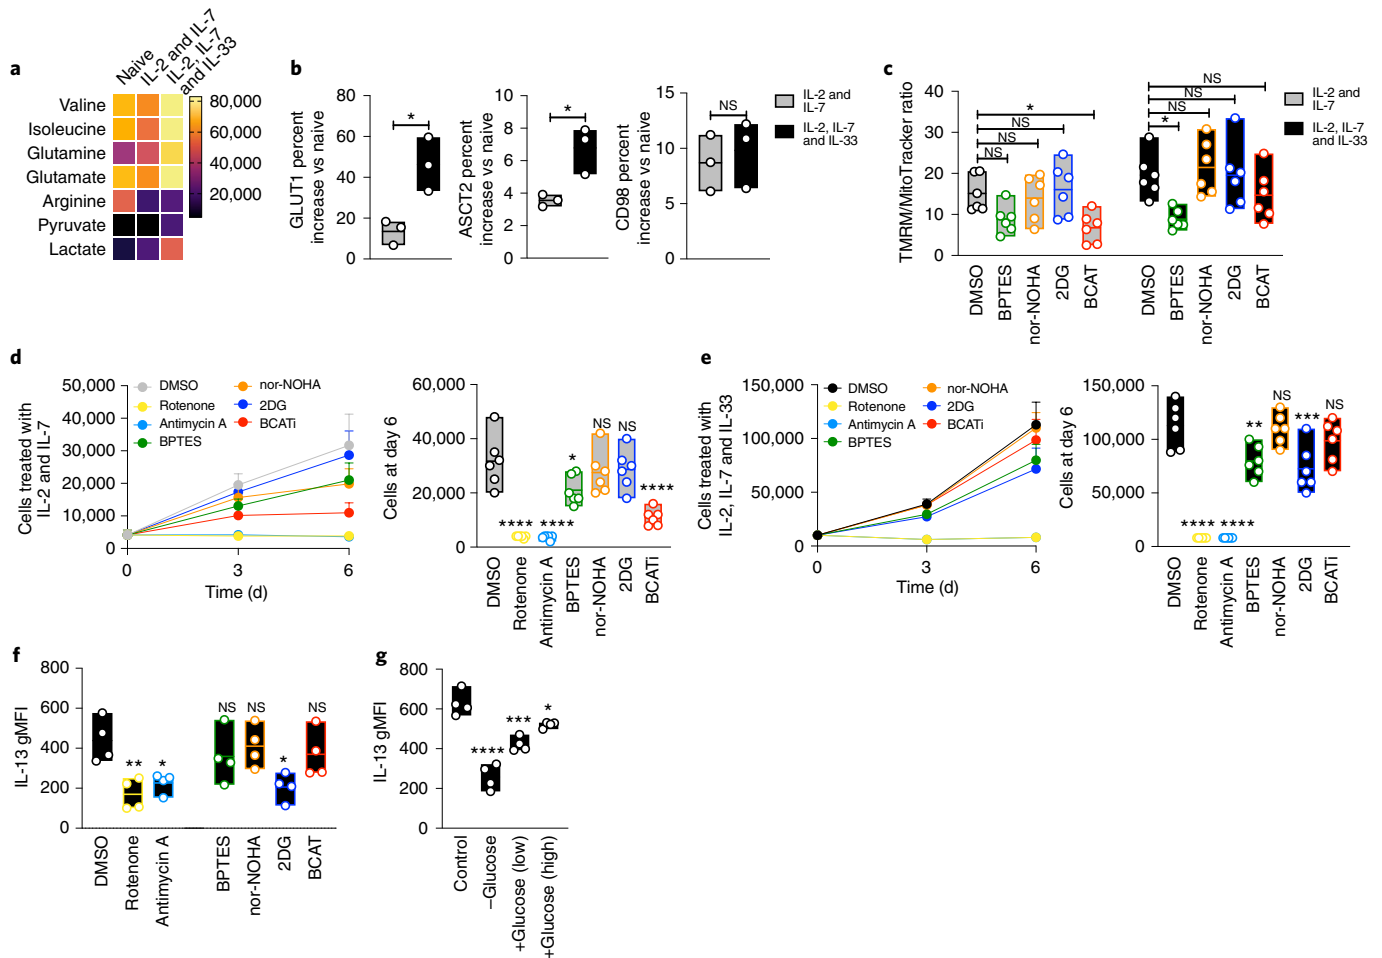 a
Naive
IL-2 and IL-7
IL-2, IL-7
and IL-33
Valine
Isoleucine
Glutamine
Glutamate
Arginine
Pyruvate
Lactate
80,000
60,000
40,000
20,000
b
GLUT1 percent
increase vs naive
80
60
40
20
0
*
ASCT2 percent
increase vs naive
10
8
6
4
2
0
*
CD98 percent
increase vs naive
15
10
5
0
NS
IL-2 and
IL-7
IL-2, IL-7
and IL-33
c
TMRM/MitoTracker ratio
40
30
20
10
0
*
NS
NS
NS
NS
NS
NS
*
DMSO
BPTES
nor-NOHA
2DG
BCAT
DMSO
BPTES
nor-NOHA
2DG
BCAT
IL-2 and
IL-7
IL-2, IL-7
and IL-33
d
Cells treated with
IL-2 and IL-7
50,000
40,000
30,000
20,000
10,000
0
DMSO
Rotenone
Antimycin A
BPTES
nor-NOHA
2DG
BCATi
0
3
6
Time (d)
Cells at day 6
60,000
40,000
20,000
0
****
****
*
NS
NS
****
DMSO
Rotenone
Antimycin A
BPTES
nor-NOHA
2DG
BCATi
e
Cells treated with
IL-2, IL-7 and IL-33
150,000
100,000
50,000
0
DMSO
Rotenone
Antimycin A
BPTES
nor-NOHA
2DG
BCATi
0
3
6
Time (d)
Cells at day 6
150,000
100,000
50,000
0
****
****
**
NS
***
NS
DMSO
Rotenone
Antimycin A
BPTES
nor-NOHA
2DG
BCATi
f
IL-13 gMFI
800
600
400
200
0
**
*
NS
NS
*
NS
DMSO
Rotenone
Antimycin A
BPTES
nor-NOHA
2DG
BCAT
g
IL-13 gMFI
800
600
400
200
0
****
***
*
Control
–Glucose
+Glucose (low)
+Glucose (high)